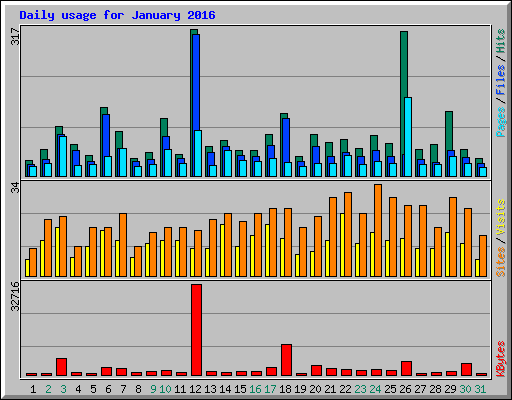 Daily usage for January 2016
317
Pages / Files / Hits
34
Sites / Visits
32716
KBytes
1 2 3 4 5 6 7 8 9 10 11 12 13 14 15 16 17 18 19 20 21 22 23 24 25 26 27 28 29 30 31